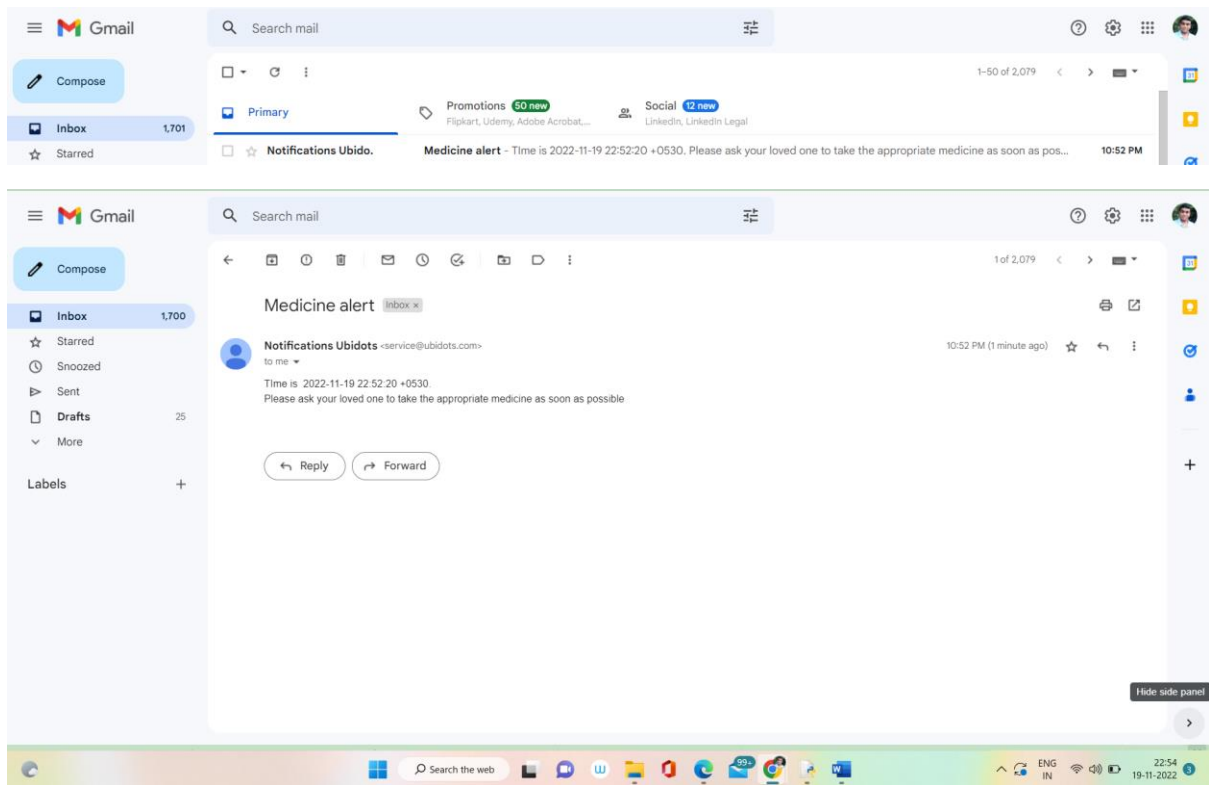 Gmail
Search mail
Compose
1–50 of 2,079
Primary
Promotions 50 new
Flipkart, Udemy, Adobe Acrobat,...
Social 12 new
LinkedIn, LinkedIn Legal
Inbox 1,701
Starred
Notifications Ubido. Medicine alert - TIme is 2022-11-19 22:52:20 +0530. Please ask your loved one to take the appropriate medicine as soon as pos... 10:52 PM
Gmail
Search mail
Compose
1 of 2,079
Medicine alert Inbox ×
Inbox 1,700
Starred
Snoozed
Sent
Drafts 25
More
Labels +
Notifications Ubidots <service@ubidots.com> 10:52 PM (1 minute ago)
to me
TIme is 2022-11-19 22:52:20 +0530.
Please ask your loved one to take the appropriate medicine as soon as possible
Reply Forward
Hide side panel
Search the web
99+
ENG
IN
22:54
19-11-2022
3